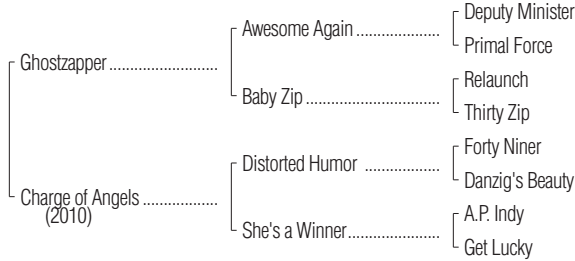 Deputy Minister
Awesome Again ..................
Primal Force
Ghostzapper .........................
Relaunch
Baby Zip ..............................
Thirty Zip
Forty Niner
Distorted Humor .................
Danzig's Beauty
Charge of Angels .................
(2010)
A.P. Indy
She's a Winner.....................
Get Lucky